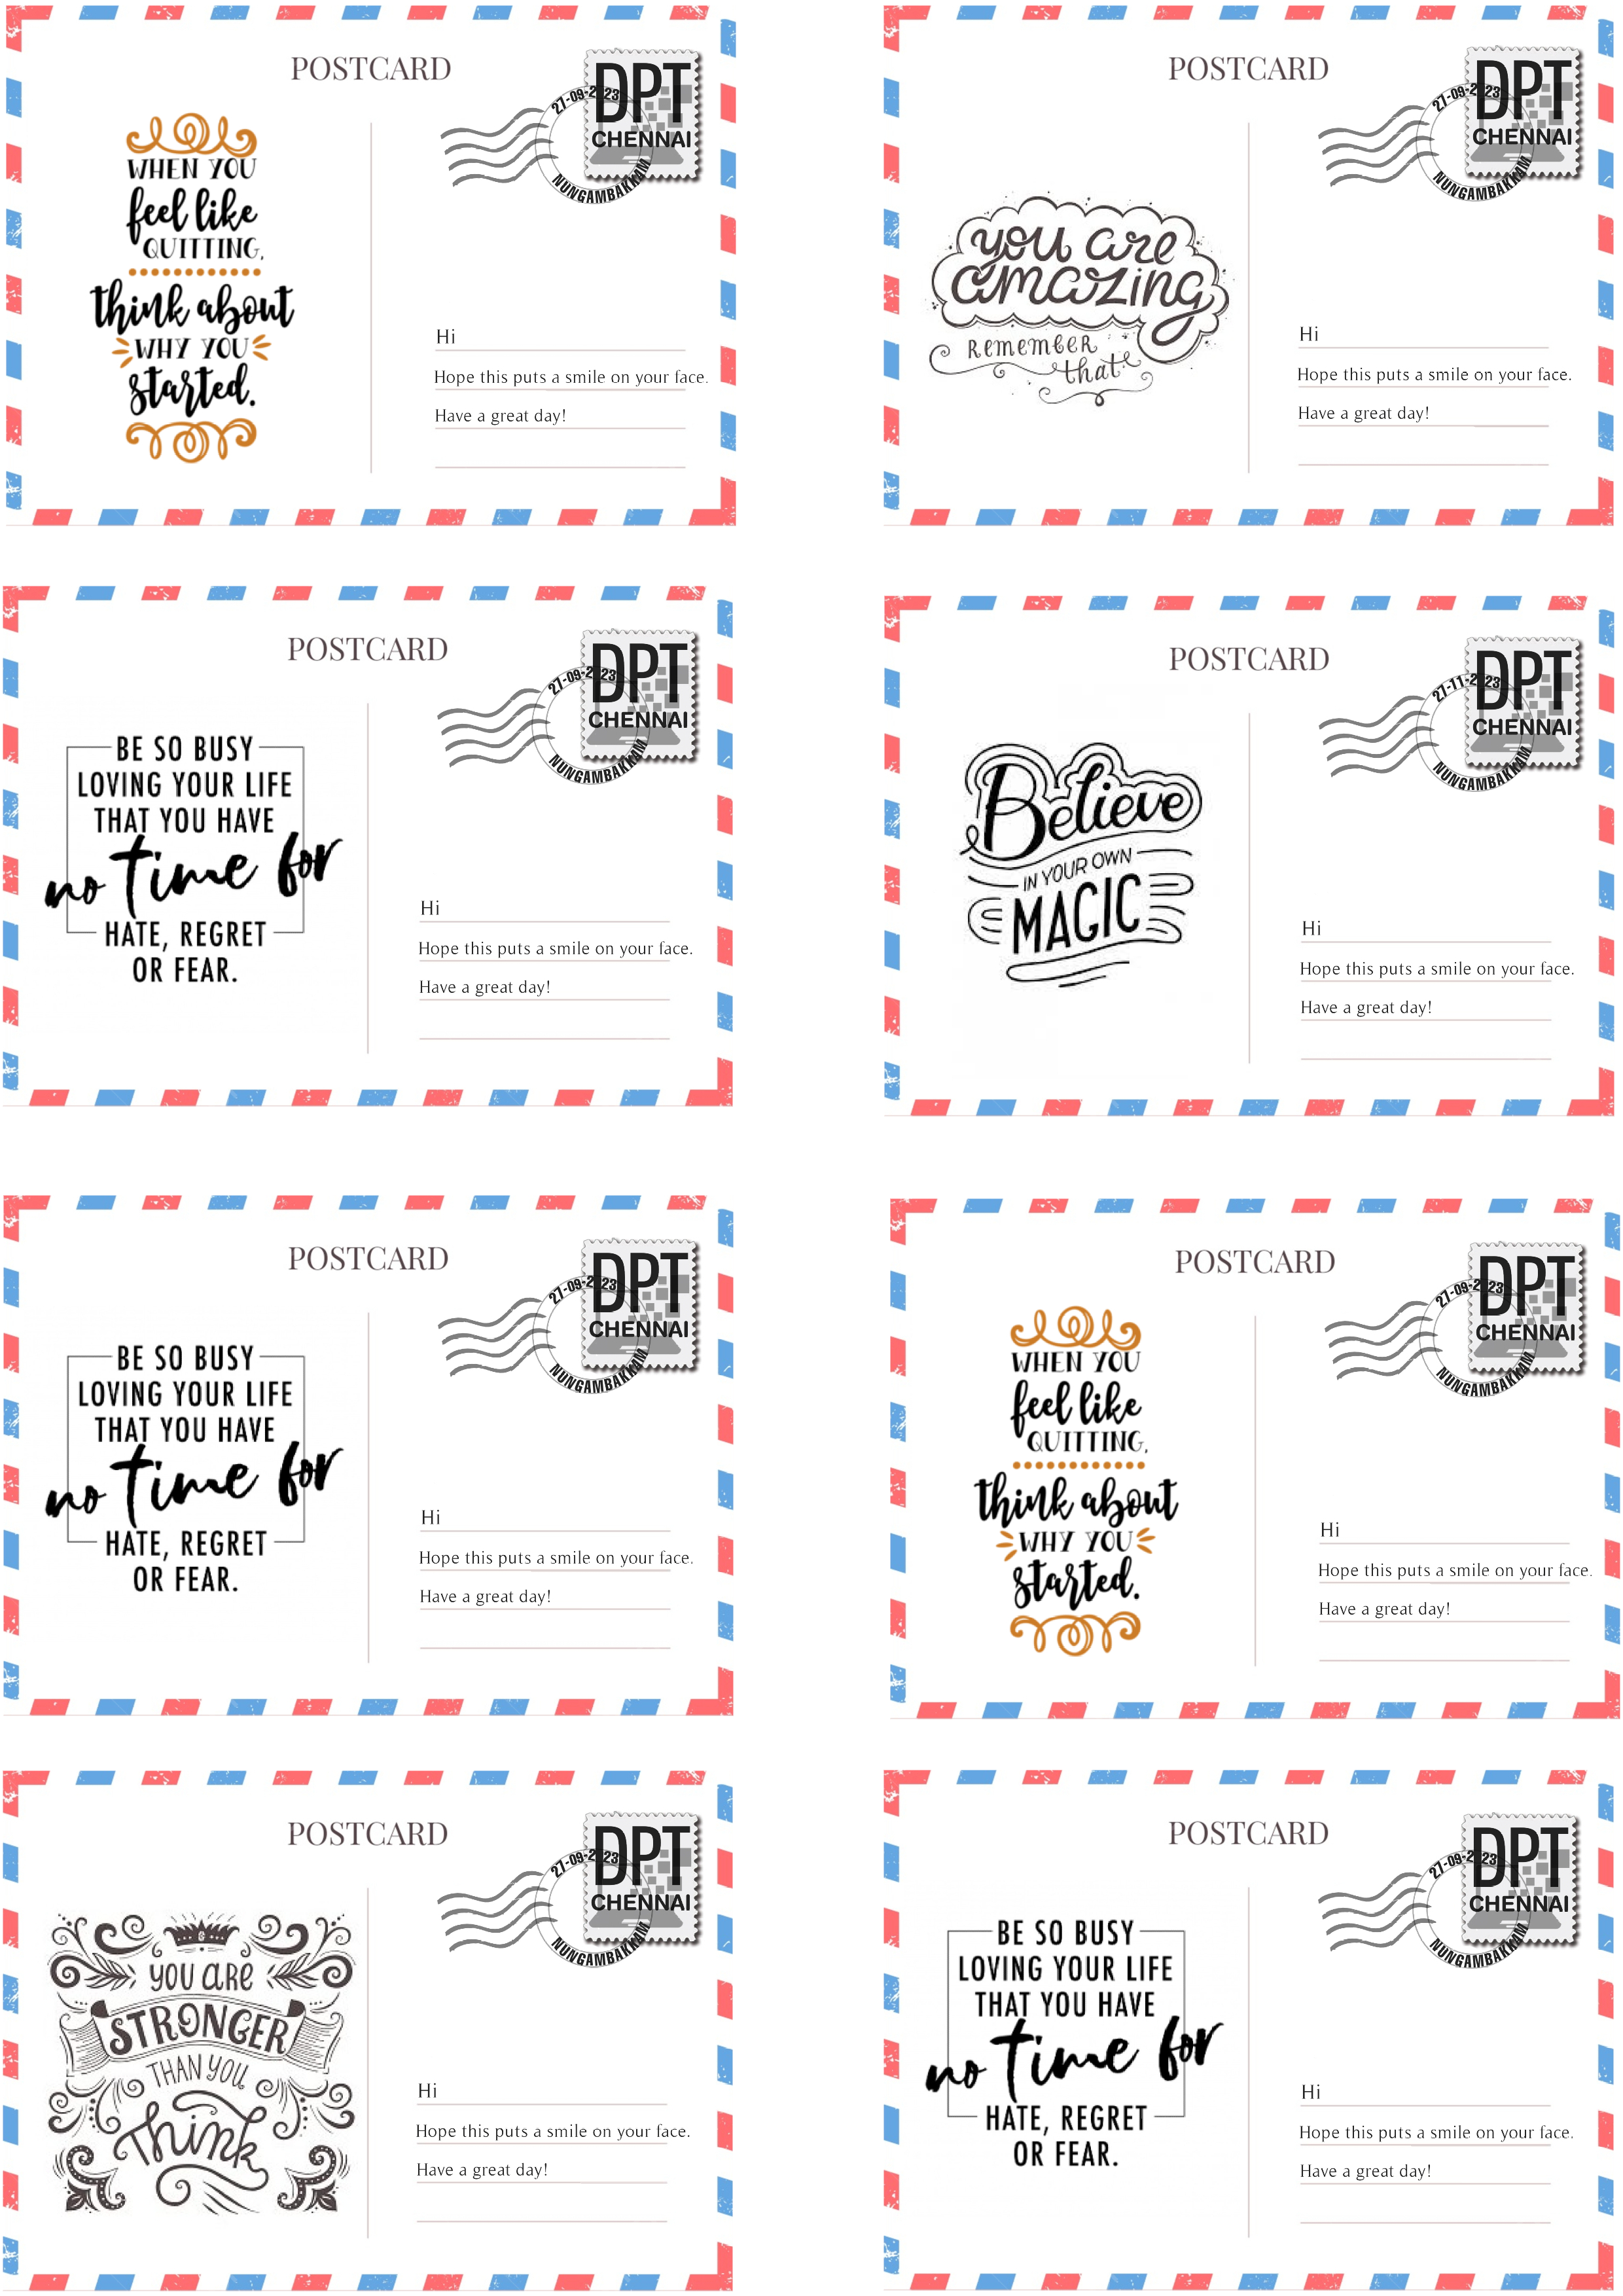 POSTCARD
DPT
CHENNAI
27-09-2023
NUNGAMBAKKAM
WHEN YOU
feel like
QUITTING,
think about
WHY YOU
started.
Hi
Hope this puts a smile on your face.
Have a great day!
POSTCARD
DPT
CHENNAI
27-09-2023
NUNGAMBAKKAM
you are
amazing
REMEMBER
that
Hi
Hope this puts a smile on your face.
Have a great day!
POSTCARD
DPT
CHENNAI
27-09-2023
NUNGAMBAKKAM
BE SO BUSY
LOVING YOUR LIFE
THAT YOU HAVE
no time for
HATE, REGRET
OR FEAR.
Hi
Hope this puts a smile on your face.
Have a great day!
POSTCARD
DPT
CHENNAI
27-11-2023
NUNGAMBAKKAM
Believe
IN YOUR OWN
MAGIC
Hi
Hope this puts a smile on your face.
Have a great day!
POSTCARD
DPT
CHENNAI
27-09-2023
NUNGAMBAKKAM
BE SO BUSY
LOVING YOUR LIFE
THAT YOU HAVE
no time for
HATE, REGRET
OR FEAR.
Hi
Hope this puts a smile on your face.
Have a great day!
POSTCARD
DPT
CHENNAI
27-09-2023
NUNGAMBAKKAM
WHEN YOU
feel like
QUITTING,
think about
WHY YOU
started.
Hi
Hope this puts a smile on your face.
Have a great day!
POSTCARD
DPT
CHENNAI
27-09-2023
NUNGAMBAKKAM
YOU ARE
STRONGER
THAN YOU
Think
Hi
Hope this puts a smile on your face.
Have a great day!
POSTCARD
DPT
CHENNAI
27-09-2023
NUNGAMBAKKAM
BE SO BUSY
LOVING YOUR LIFE
THAT YOU HAVE
no time for
HATE, REGRET
OR FEAR.
Hi
Hope this puts a smile on your face.
Have a great day!